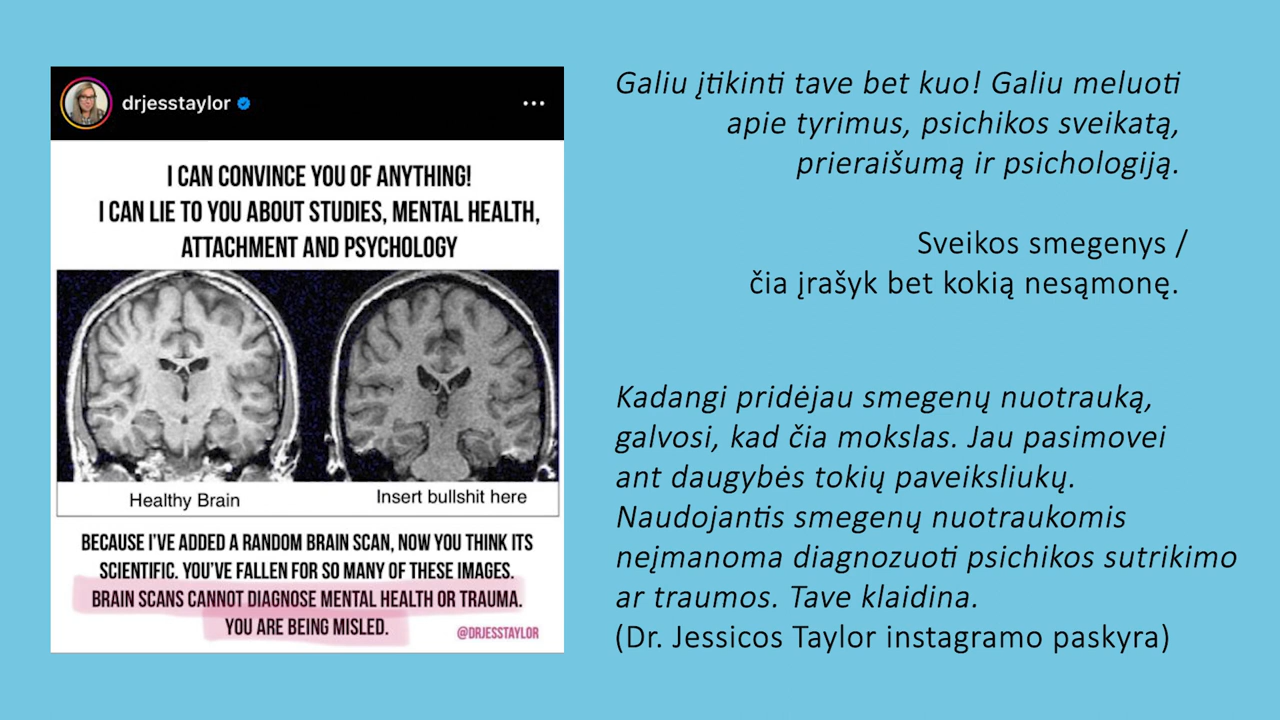 drjesstaylor
I CAN CONVINCE YOU OF ANYTHING!
I CAN LIE TO YOU ABOUT STUDIES, MENTAL HEALTH,
ATTACHMENT AND PSYCHOLOGY
Healthy Brain
Insert bullshit here
BECAUSE I'VE ADDED A RANDOM BRAIN SCAN, NOW YOU THINK ITS
SCIENTIFIC. YOU'VE FALLEN FOR SO MANY OF THESE IMAGES.
BRAIN SCANS CANNOT DIAGNOSE MENTAL HEALTH OR TRAUMA.
YOU ARE BEING MISLED.
@DRJESSTAYLOR
Galiu įtikinti tave bet kuo! Galiu meluoti
apie tyrimus, psichikos sveikatą,
prieraišumą ir psichologiją.
Sveikos smegenys /
čia įrašyk bet kokią nesąmonę.
Kadangi pridėjau smegenų nuotrauką,
galvosi, kad čia mokslas. Jau pasimovei
ant daugybės tokių paveiksliukų.
Naudojantis smegenų nuotraukomis
neįmanoma diagnozuoti psichikos sutrikimo
ar traumos. Tave klaidina.
(Dr. Jessicos Taylor instagramo paskyra)